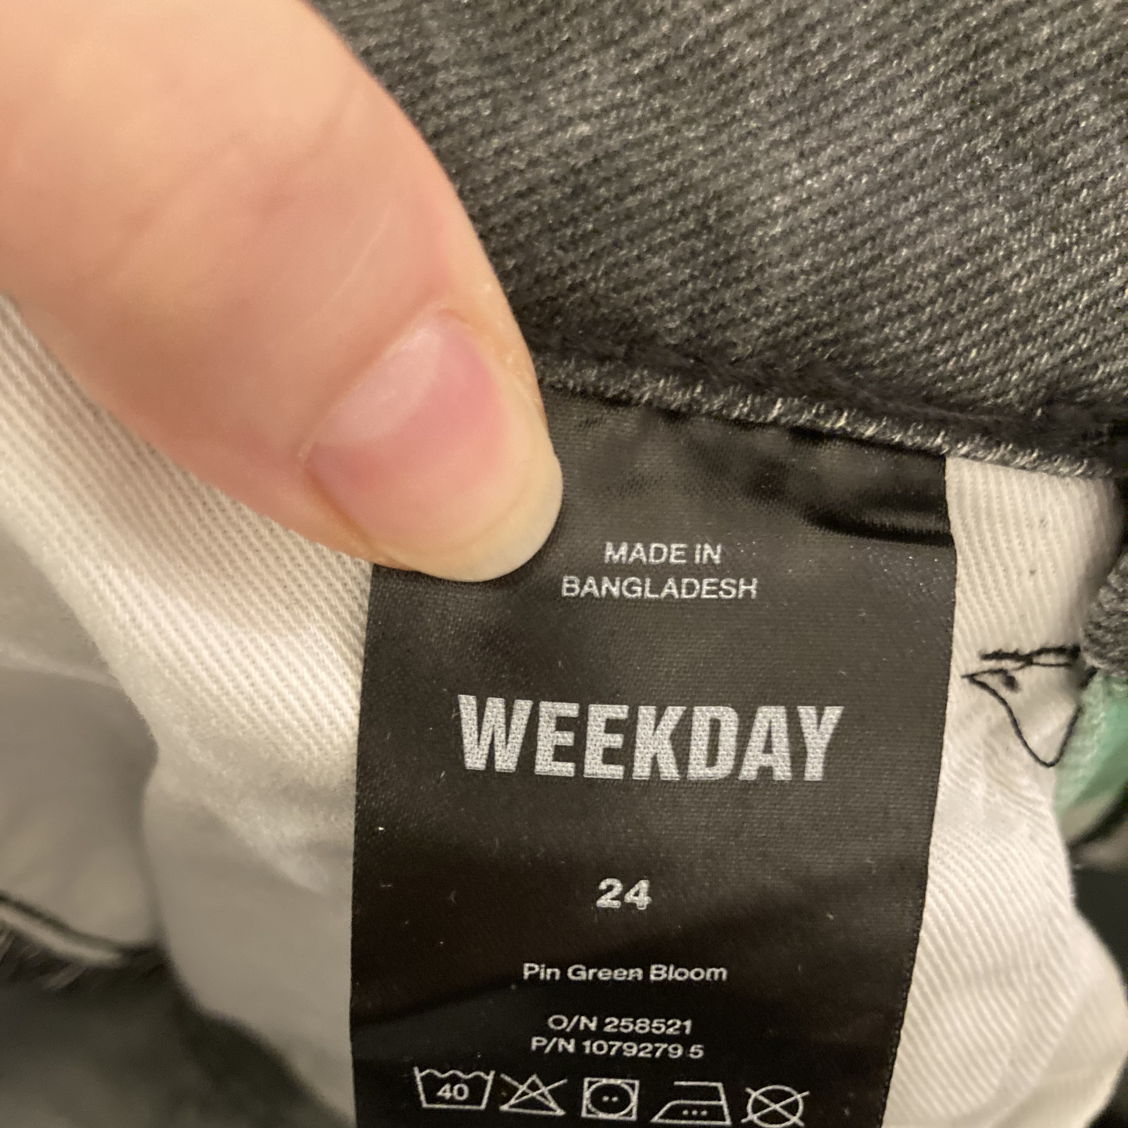 MADE IN
BANGLADESH
WEEKDAY
24
Pin Green Bloom
O/N 258521
P/N 1079279 5
40